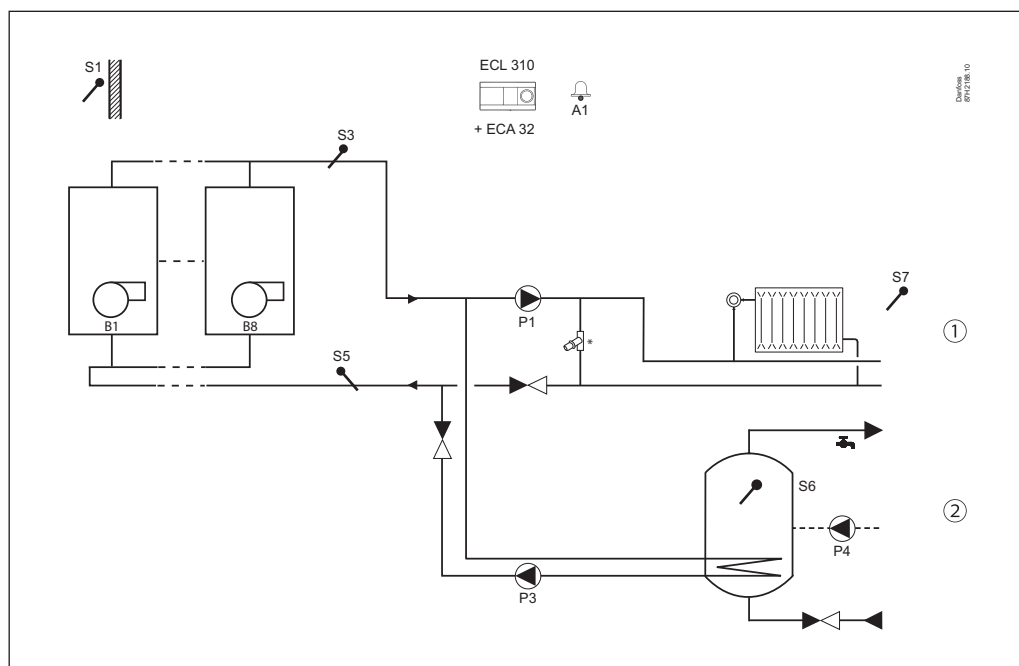 S1
ECL 310
A1
+ ECA 32
Danfoss
87H2188.10
S3
B1
B8
P1
*
S7
1
S5
S6
2
P4
P3